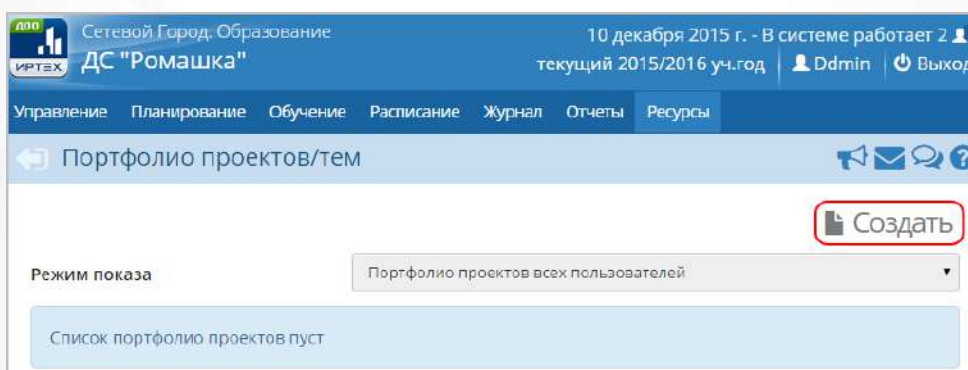 ДПО
ИРТЕХ
Сетевой Город. Образование
ДС "Ромашка"
10 декабря 2015 г. - В системе работает 2
текущий 2015/2016 уч.год Ddmin Выход
Управление Планирование Обучение Расписание Журнал Отчеты Ресурсы
Портфолио проектов/тем
Создать
Режим показа Портфолио проектов всех пользователей
Список портфолио проектов пуст